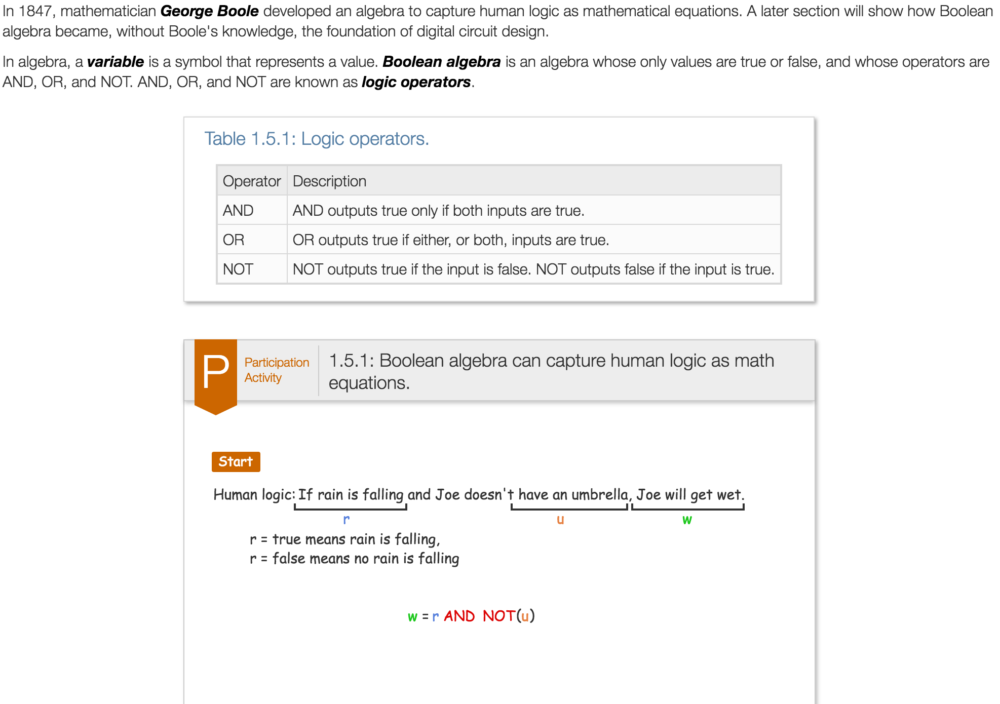 In 1847, mathematician George Boole developed an algebra to capture human logic as mathematical equations. A later section will show how Boolean
algebra became, without Boole's knowledge, the foundation of digital circuit design.
In algebra, a variable is a symbol that represents a value. Boolean algebra is an algebra whose only values are true or false, and whose operators are
AND, OR, and NOT. AND, OR, and NOT are known as logic operators.
Table 1.5.1: Logic operators.
Operator Description
AND AND outputs true only if both inputs are true.
OR OR outputs true if either, or both, inputs are true.
NOT NOT outputs true if the input is false. NOT outputs false if the input is true.
P
Participation
Activity
1.5.1: Boolean algebra can capture human logic as math
equations.
Start
Human logic: If rain is falling and Joe doesn't have an umbrella, Joe will get wet.
r u w
r = true means rain is falling,
r = false means no rain is falling
w = r AND NOT(u)